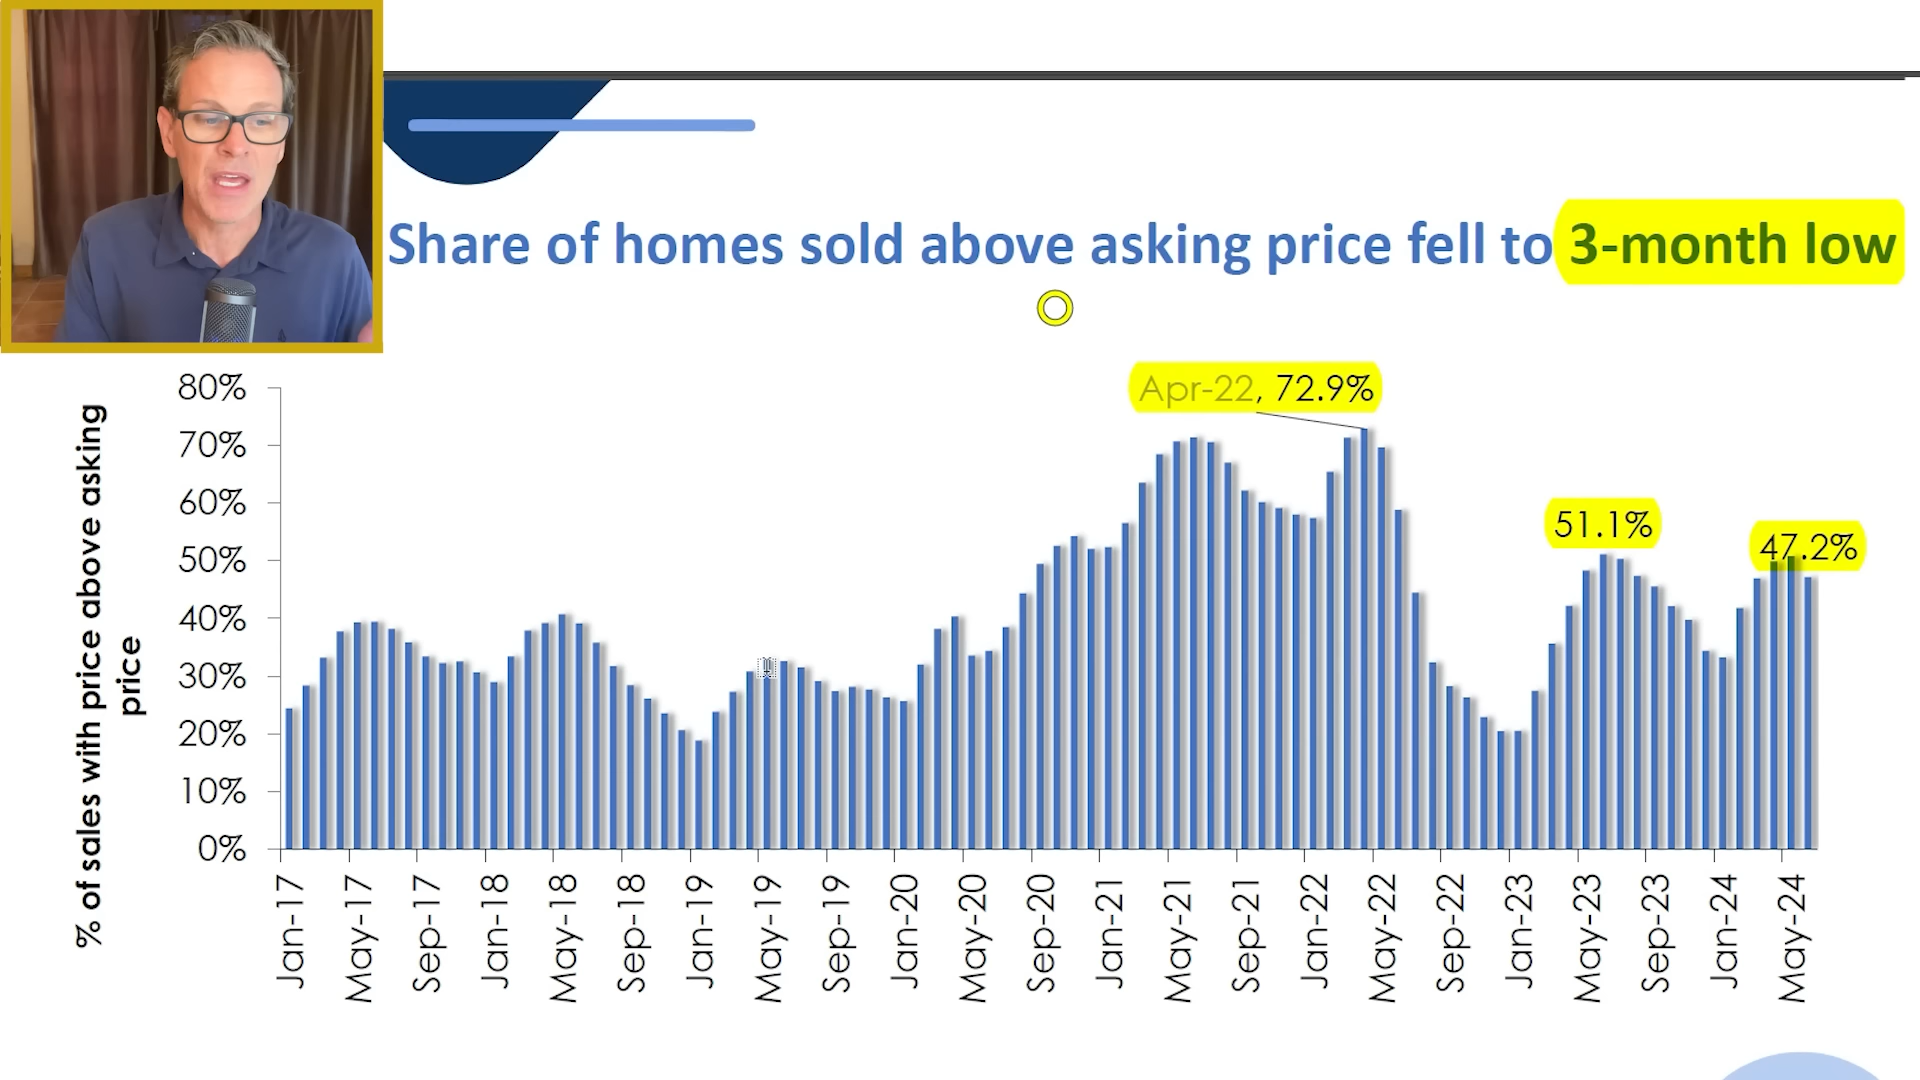 Share of homes sold above asking price fell to 3-month low
Apr-22, 72.9%
51.1%
47.2%
% of sales with price above asking
price
80%
70%
60%
50%
40%
30%
20%
10%
0%
Jan-17
May-17
Sep-17
Jan-18
May-18
Sep-18
Jan-19
May-19
Sep-19
Jan-20
May-20
Sep-20
Jan-21
May-21
Sep-21
Jan-22
May-22
Sep-22
Jan-23
May-23
Sep-23
Jan-24
May-24